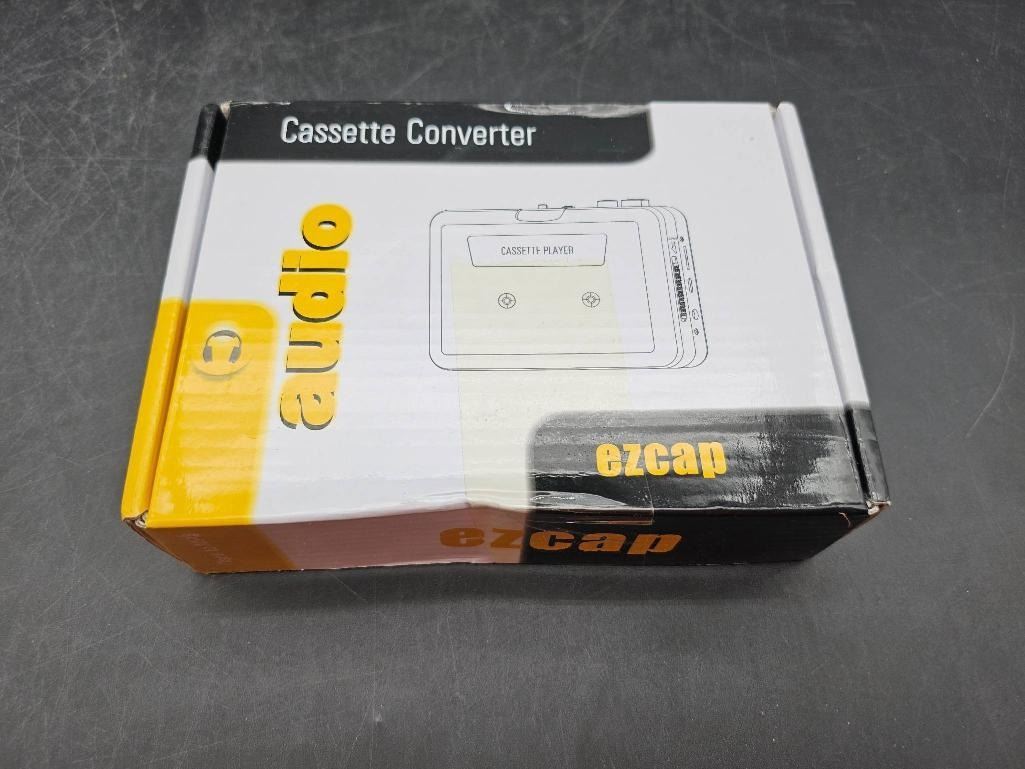 Cassette Converter
audio
CASSETTE PLAYER
ezcap
ezcap